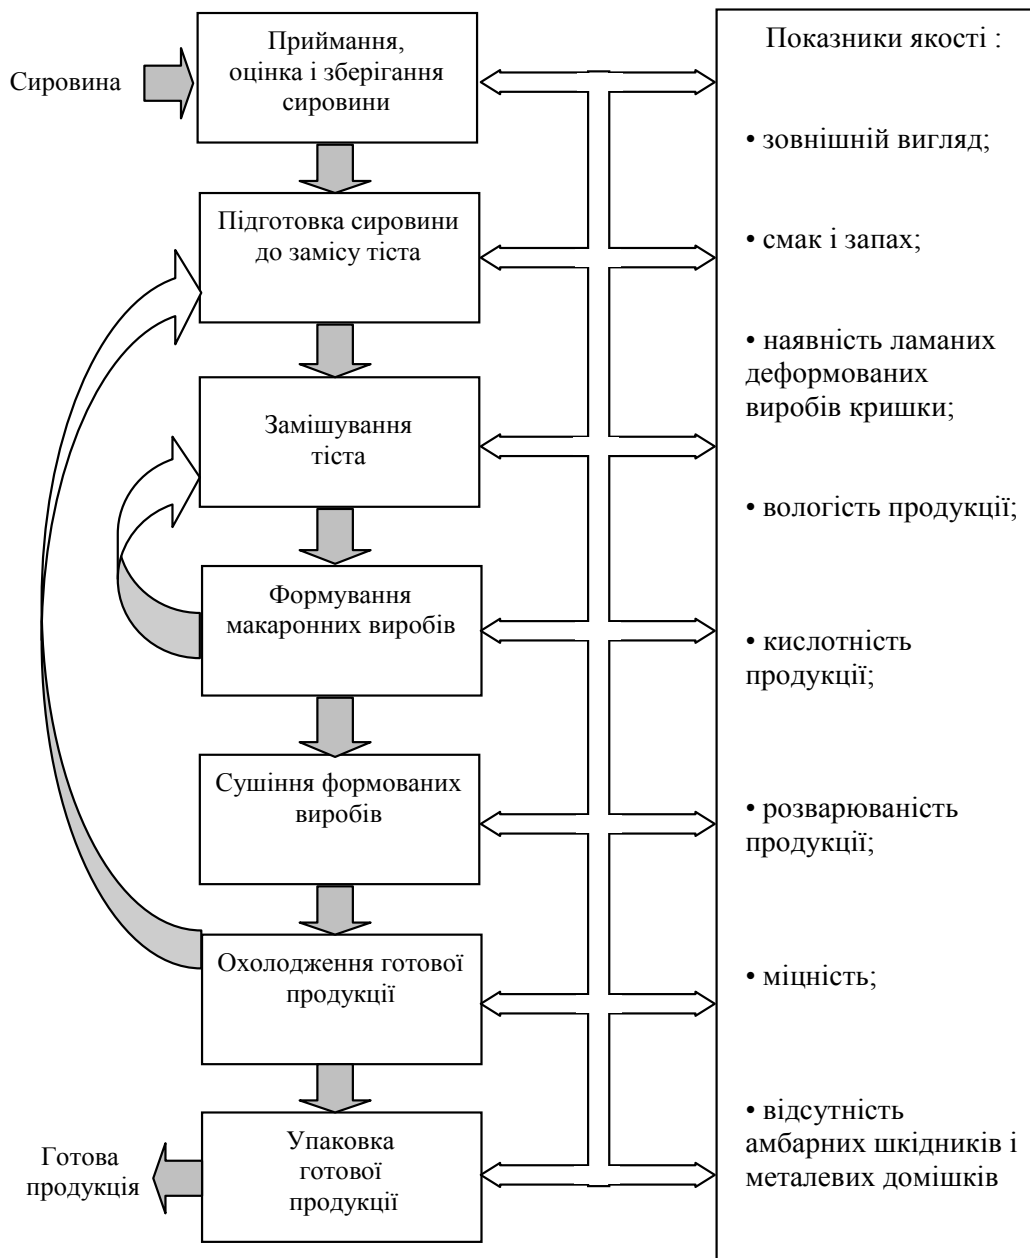 Сировина
Приймання,
оцінка і зберігання
сировини
Підготовка сировини
до замісу тіста
Замішування
тіста
Формування
макаронних виробів
Сушіння формованих
виробів
Охолодження готової
продукції
Упаковка
готової
продукції
Готова
продукція
Показники якості :
• зовнішній вигляд;
• смак і запах;
• наявність ламаних
деформованих
виробів кришки;
• вологість продукції;
• кислотність
продукції;
• розварюваність
продукції;
• міцність;
• відсутність
амбарних шкідників і
металевих домішків